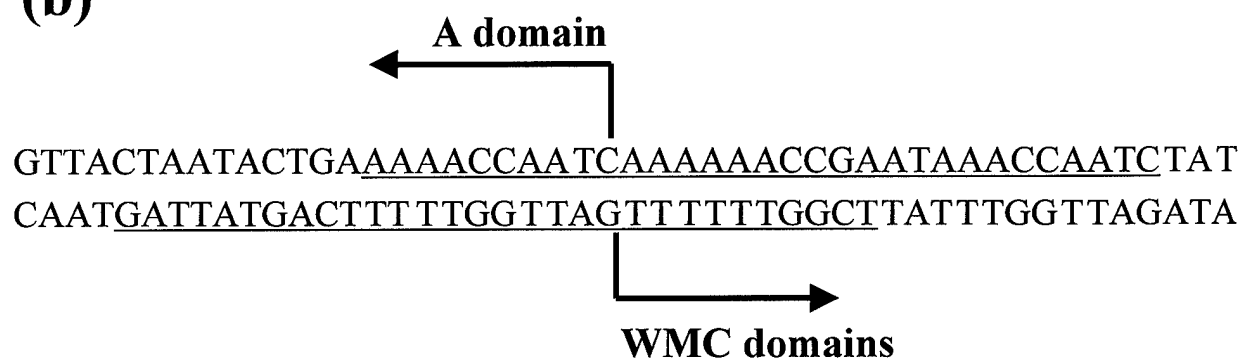 (b)
A domain
GTTACTAATACTGAAAAACCAATCAAAAAACCGAATAAACCAATCTAT
CAATGATTATGACTTTTTGGTTAGTTTTTTGGCTTATTTGGTTAGATA
WMC domains